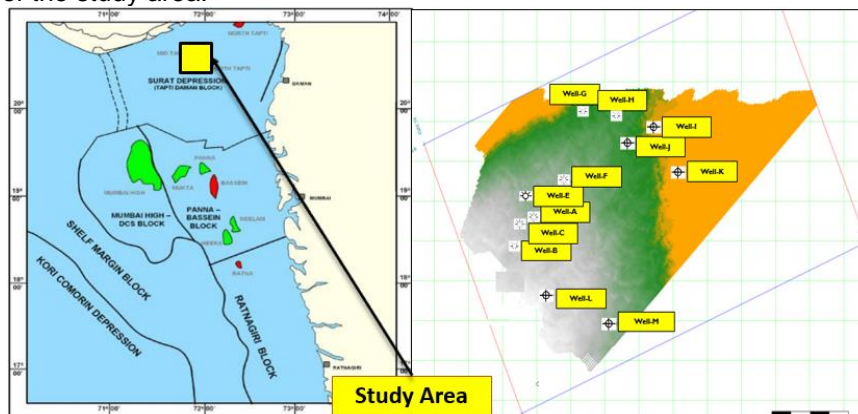 of the study area.
71°00' 72°00' 73°00' 74°00'
NORTH TAPTI
MID TAPTI
SOUTH TAPTI
SURAT DEPRESSION
(TAPTI DAMAN BLOCK)
DAMAN
20°
00'
PANNA
BASSEIN
MUKTA
MUMBAI HIGH
19°
00'
MUMBAI
MUMBAI HIGH –
DCS BLOCK
PANNA -
BASSEIN
BLOCK
NEELAM
HEERA
SHELF MARGIN BLOCK
RATNA
18°
00'
KORI COMORIN DEPRESSION
RATNAGIRI BLOCK
17°
00'
RATNAGIRI
71°00' 72°00'
Study Area
Well-G
Well-H
Well-I
Well-J
Well-K
Well-F
Well-E
Well-A
Well-C
Well-B
Well-L
Well-M